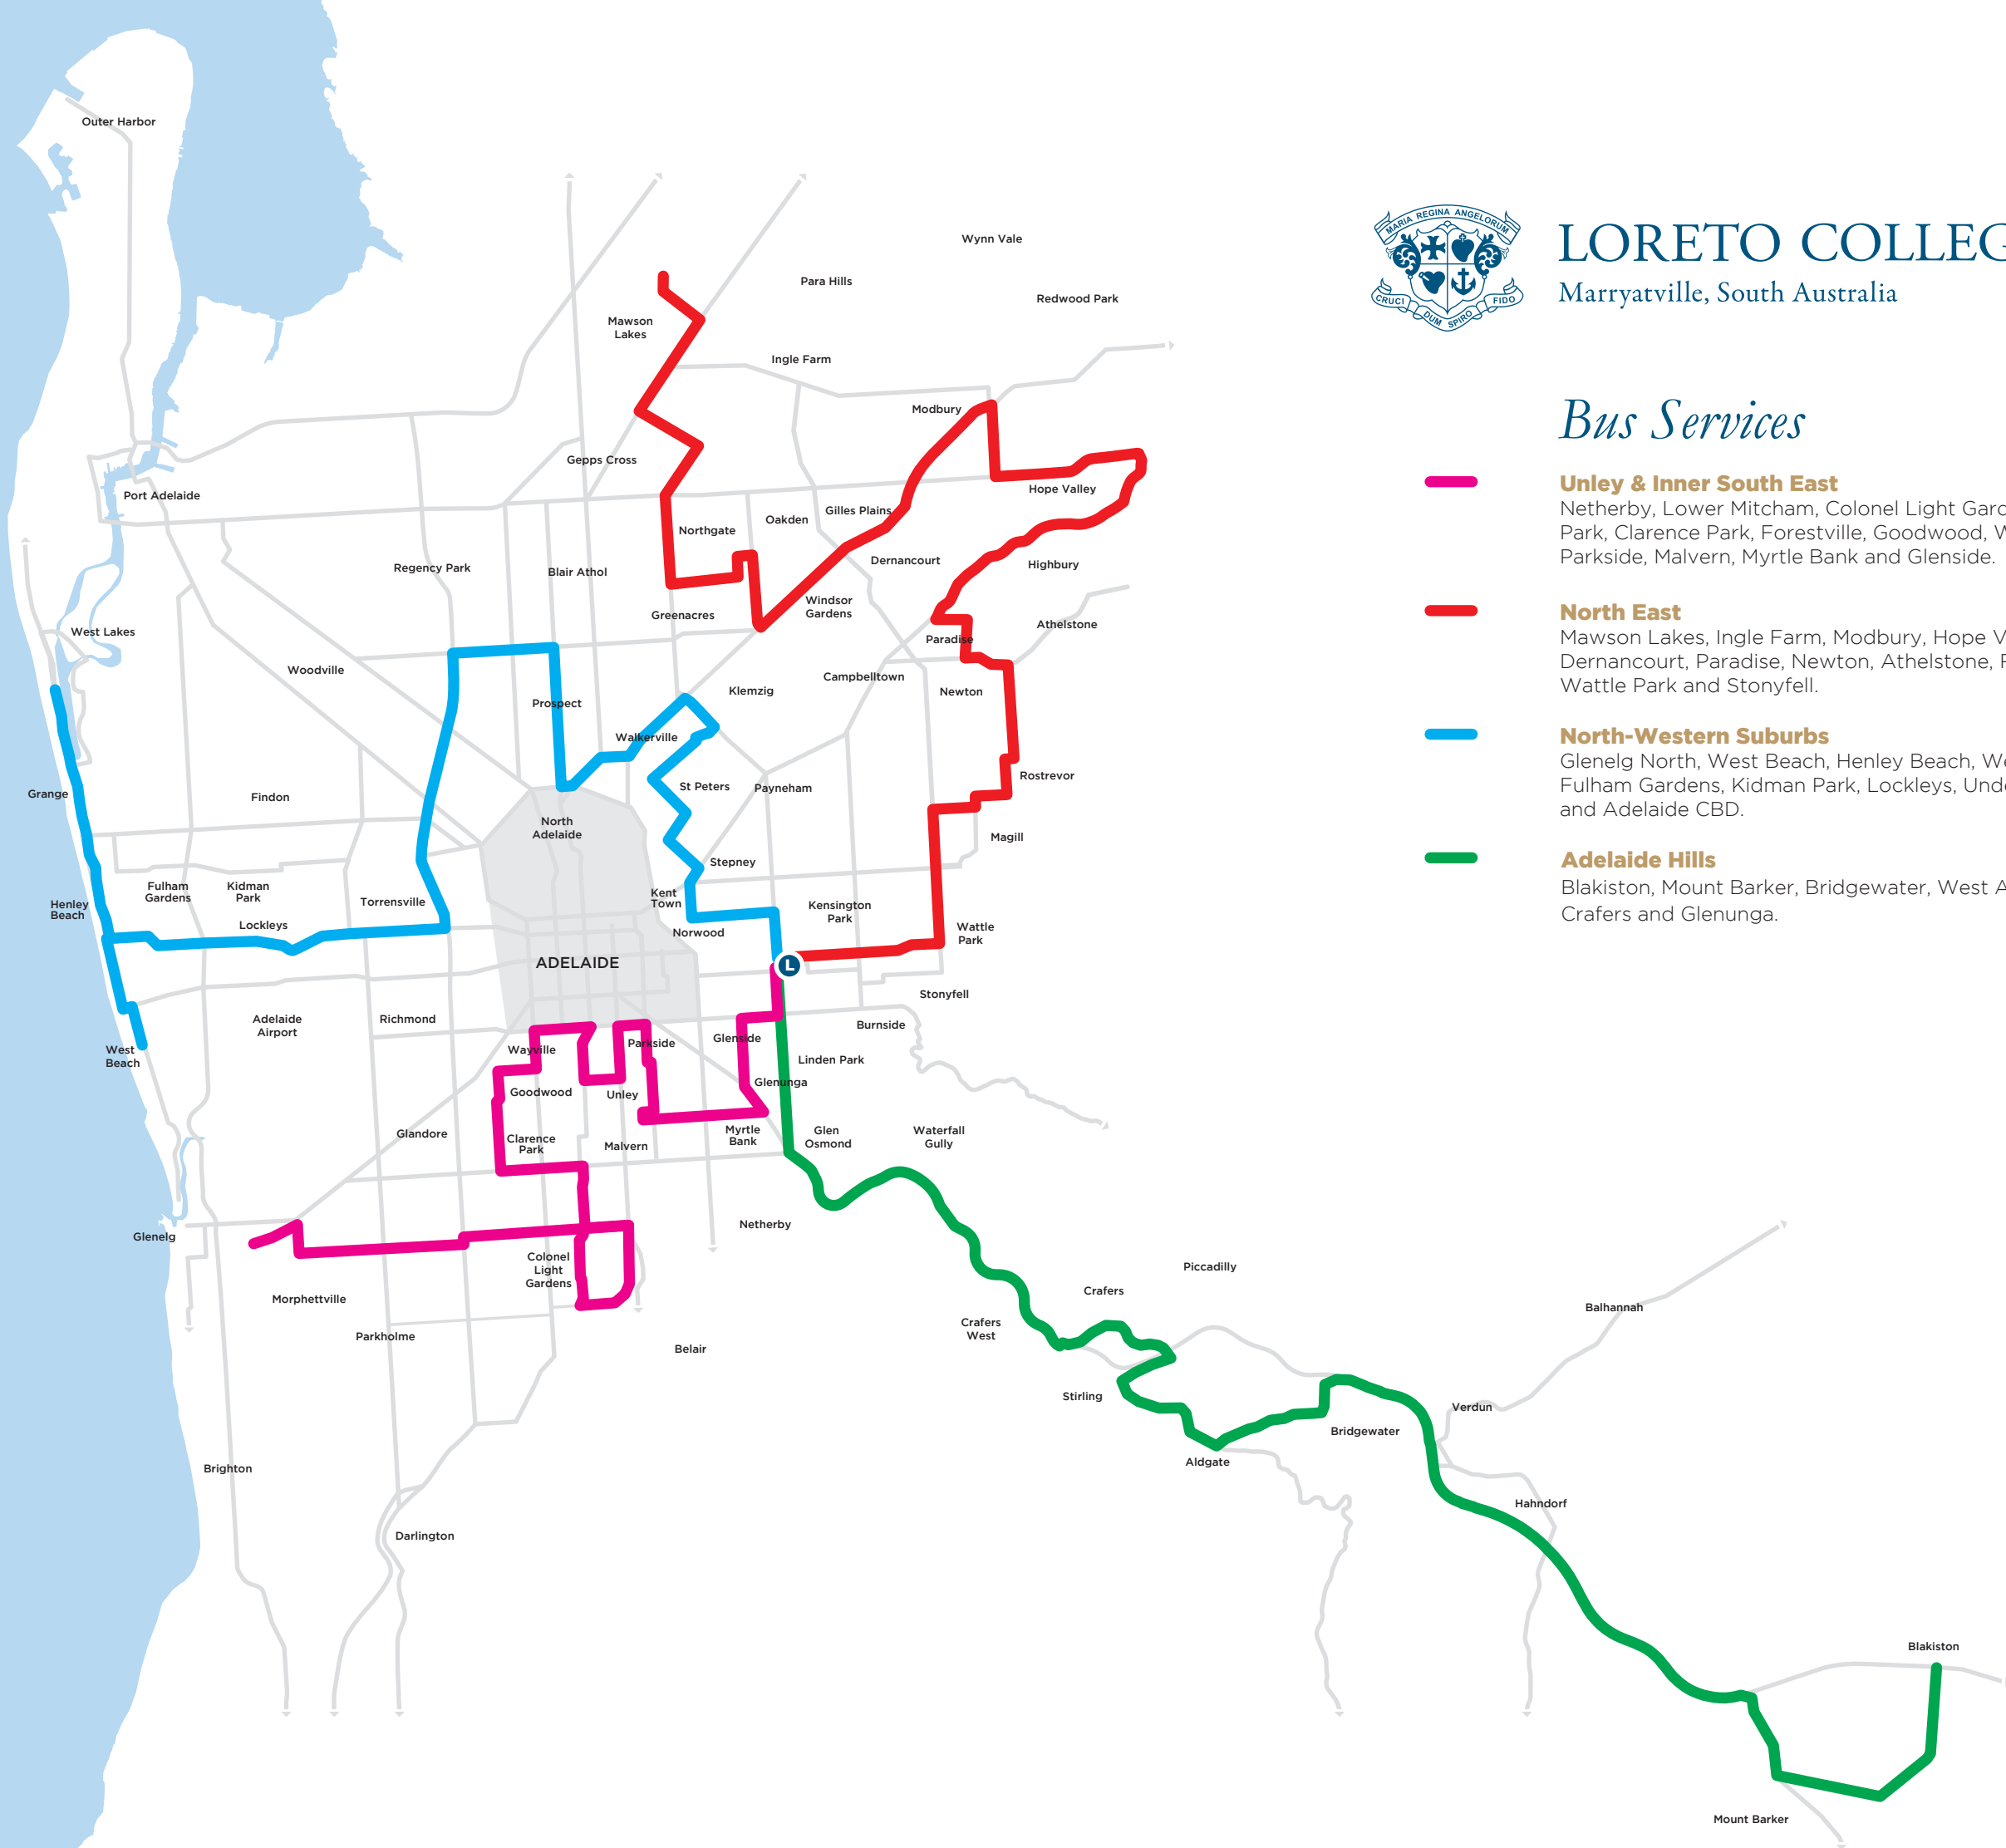 Outer Harbor
Wynn Vale
Para Hills
Redwood Park
Mawson
Lakes
Ingle Farm
Modbury
Gepps Cross
Hope Valley
Port Adelaide
Oakden
Gilles Plains
Northgate
Regency Park
Blair Athol
Dernancourt
Highbury
Greenacres
Windsor
Gardens
West Lakes
Paradise
Athelstone
Woodville
Klemzig
Campbelltown
Newton
Prospect
Walkerville
Grange
Findon
St Peters
Payneham
Rostrevor
North
Adelaide
Magill
Stepney
Fulham
Gardens
Kidman
Park
Henley
Beach
Torrensville
Kent
Town
Kensington
Park
Lockleys
Norwood
Wattle
Park
ADELAIDE
L
Stonyfell
Adelaide
Airport
Richmond
Burnside
West
Beach
Wayville
Parkside
Glenside
Linden Park
Goodwood
Unley
Glenunga
Glandore
Clarence
Park
Malvern
Myrtle
Bank
Glen
Osmond
Waterfall
Gully
Glenelg
Netherby
Colonel
Light
Gardens
Morphettville
Parkholme
Belair
Piccadilly
Crafers
Crafers
West
Balhannah
Stirling
Verdun
Bridgewater
Aldgate
Brighton
Hahndorf
Darlington
Blakiston
Mount Barker
MARIA REGINA ANGELORUM
CRUCI DUM SPIRO FIDO
LORETO COLLEG
Marryatville, South Australia
Bus Services
Unley & Inner South East
Netherby, Lower Mitcham, Colonel Light Gard
Park, Clarence Park, Forestville, Goodwood, W
Parkside, Malvern, Myrtle Bank and Glenside.
North East
Mawson Lakes, Ingle Farm, Modbury, Hope V
Dernancourt, Paradise, Newton, Athelstone, 
Wattle Park and Stonyfell.
North-Western Suburbs
Glenelg North, West Beach, Henley Beach, We
Fulham Gardens, Kidman Park, Lockleys, Unde
and Adelaide CBD.
Adelaide Hills
Blakiston, Mount Barker, Bridgewater, West A
Crafers and Glenunga.